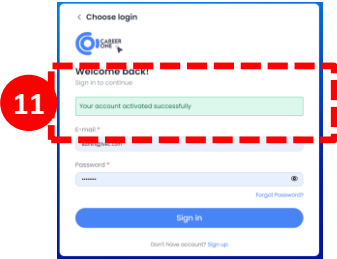 < Choose login
CAREER
ONE
Welcome back!
Sign in to continue
11
Your account activated successfully
E-mail *
Password *
••••••••
Forgot Password?
Sign in
Don't have account? Sign up